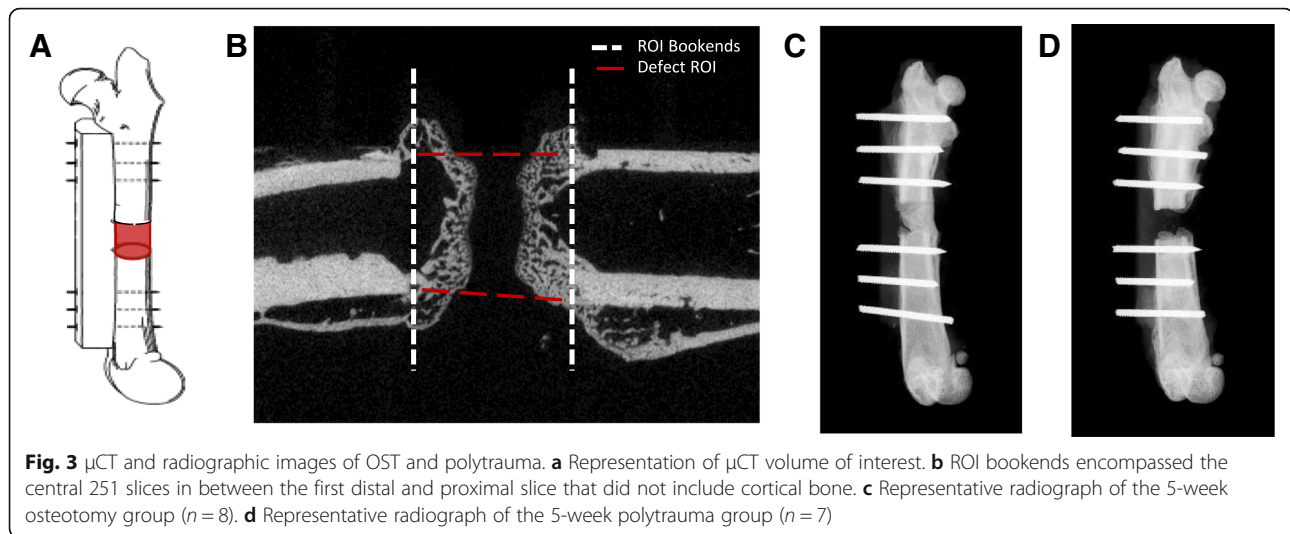 A
B
ROI Bookends
Defect ROI
C
D
Fig. 3 μCT and radiographic images of OST and polytrauma. a Representation of μCT volume of interest. b ROI bookends encompassed the
central 251 slices in between the first distal and proximal slice that did not include cortical bone. c Representative radiograph of the 5-week
osteotomy group (n = 8). d Representative radiograph of the 5-week polytrauma group (n = 7)